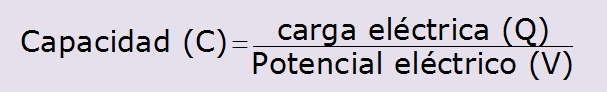 Capacidad (C) = carga eléctrica (Q)
Potencial eléctrico (V)